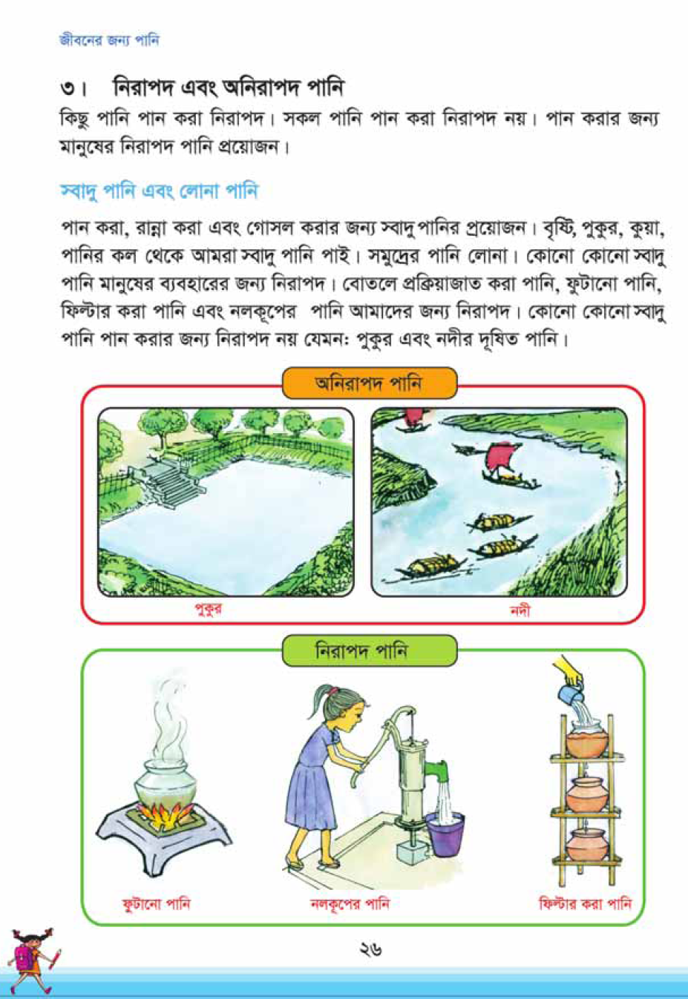 জীবনের জন্য পানি
৩। নিরাপদ এবং অনিরাপদ পানি
কিছু পানি পান করা নিরাপদ। সকল পানি পান করা নিরাপদ নয়। পান করার জন্য
মানুষের নিরাপদ পানি প্রয়োজন।
স্বাদু পানি এবং লোনা পানি
পান করা, রান্না করা এবং গোসল করার জন্য স্বাদু পানির প্রয়োজন। বৃষ্টি, পুকুর, কুয়া,
পানির কল থেকে আমরা স্বাদু পানি পাই। সমুদ্রের পানি লোনা। কোনো কোনো স্বাদু
পানি মানুষের ব্যবহারের জন্য নিরাপদ। বোতলে প্রক্রিয়াজাত করা পানি, ফুটানো পানি,
ফিল্টার করা পানি এবং নলকূপের পানি আমাদের জন্য নিরাপদ। কোনো কোনো স্বাদু
পানি পান করার জন্য নিরাপদ নয় যেমন: পুকুর এবং নদীর দূষিত পানি।
অনিরাপদ পানি
পুকুর
নদী
নিরাপদ পানি
ফুটানো পানি
নলকূপের পানি
ফিল্টার করা পানি
২৬